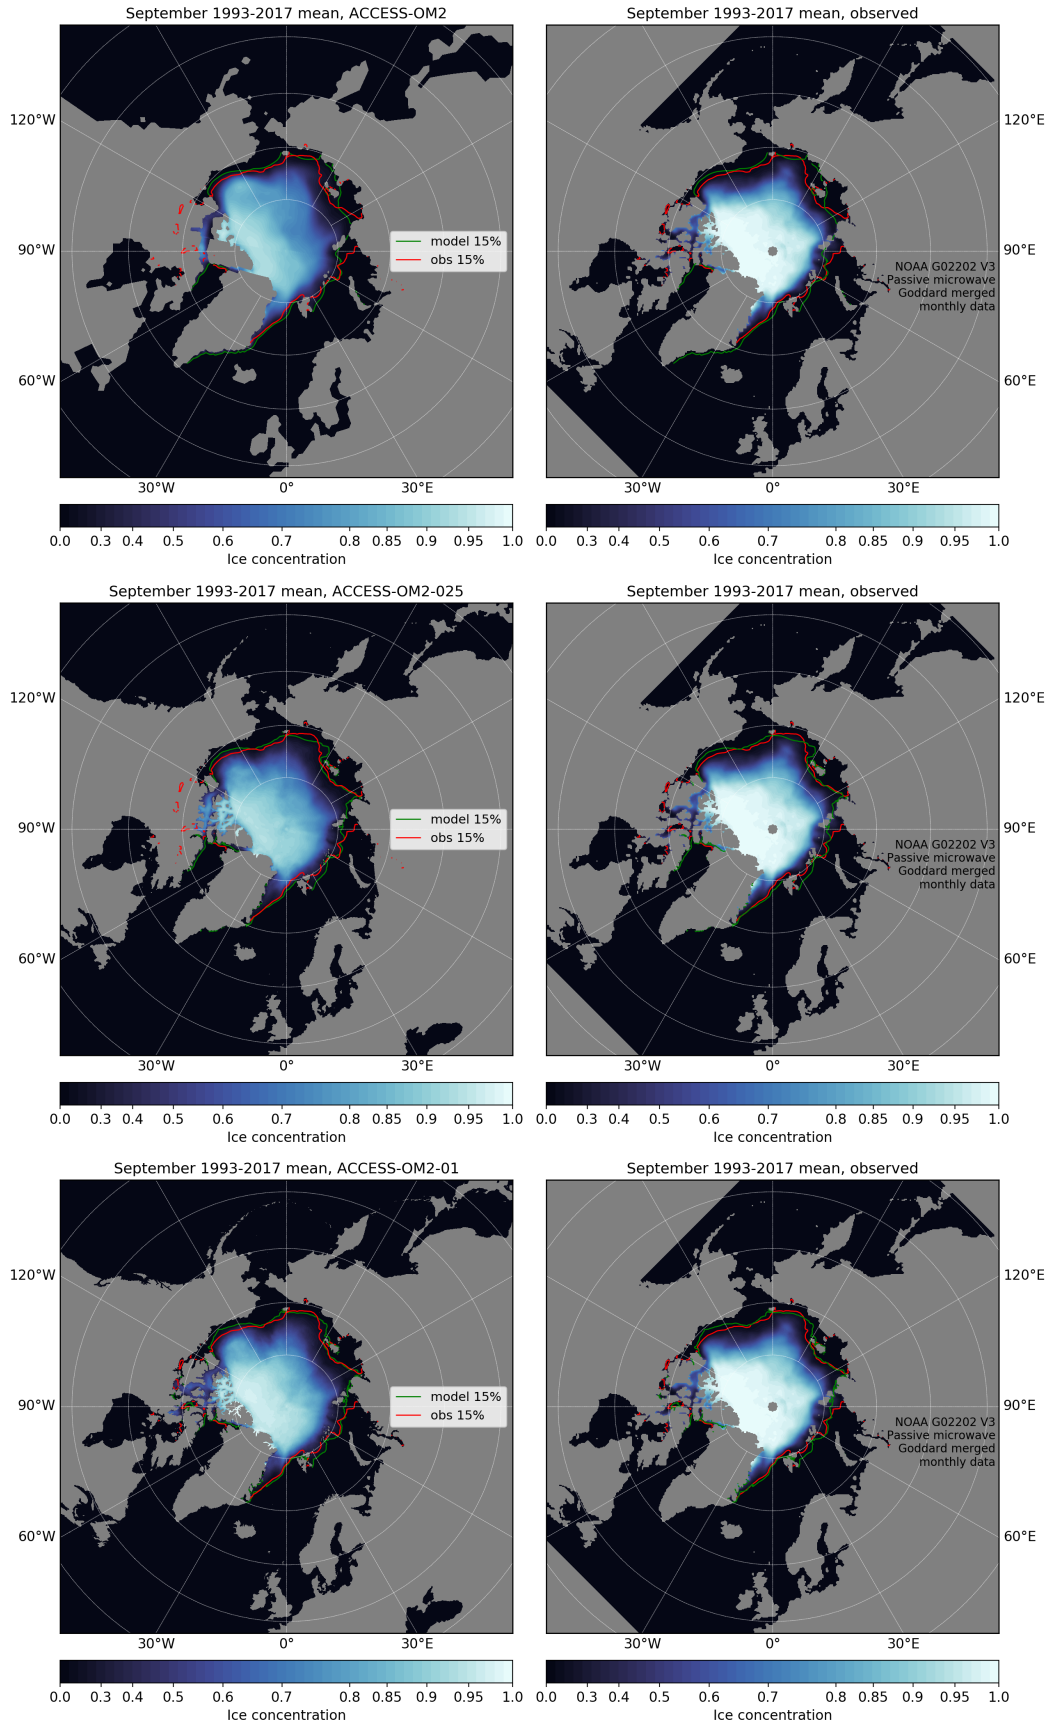 September 1993-2017 mean, ACCESS-OM2
September 1993-2017 mean, observed
120°W
90°W
60°W
30°W
0°
30°E
model 15%
obs 15%
120°E
90°E
60°E
30°W
0°
30°E
NOAA G02202 V3
Passive microwave
Goddard merged
monthly data
0.0 0.3 0.4 0.5 0.6 0.7 0.8 0.85 0.9 0.95 1.0
Ice concentration
0.0 0.3 0.4 0.5 0.6 0.7 0.8 0.85 0.9 0.95 1.0
Ice concentration
September 1993-2017 mean, ACCESS-OM2-025
September 1993-2017 mean, observed
120°W
90°W
60°W
30°W
0°
30°E
model 15%
obs 15%
120°E
90°E
60°E
30°W
0°
30°E
NOAA G02202 V3
Passive microwave
Goddard merged
monthly data
0.0 0.3 0.4 0.5 0.6 0.7 0.8 0.85 0.9 0.95 1.0
Ice concentration
0.0 0.3 0.4 0.5 0.6 0.7 0.8 0.85 0.9 0.95 1.0
Ice concentration
September 1993-2017 mean, ACCESS-OM2-01
September 1993-2017 mean, observed
120°W
90°W
60°W
30°W
0°
30°E
model 15%
obs 15%
120°E
90°E
60°E
30°W
0°
30°E
NOAA G02202 V3
Passive microwave
Goddard merged
monthly data
0.0 0.3 0.4 0.5 0.6 0.7 0.8 0.85 0.9 0.95 1.0
Ice concentration
0.0 0.3 0.4 0.5 0.6 0.7 0.8 0.85 0.9 0.95 1.0
Ice concentration